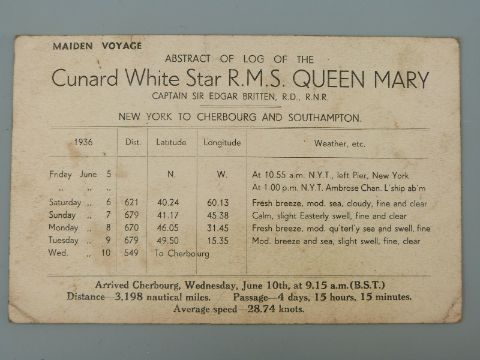 MAIDEN VOYAGE
ABSTRACT OF LOG OF THE
Cunard White Star R.M.S. QUEEN MARY
CAPTAIN SIR EDGAR BRITTEN, R.D., R.N.R.
NEW YORK TO CHERBOURG AND SOUTHAMPTON.
1936 Dist. Latitude Longitude Weather, etc.
Friday June 5 N. W. At 10.55 a.m. N.Y.T., left Pier, New York
" " " At 1.00 p.m. N.Y.T. Ambrose Chan. L'ship ab'm
Saturday " 6 621 40.24 60.13 Fresh breeze, mod. sea, cloudy, fine and clear
Sunday " 7 679 41.17 45.38 Calm, slight Easterly swell, fine and clear
Monday " 8 670 46.05 31.45 Fresh breeze, mod. qu'terl'y sea and swell, fine
Tuesday " 9 679 49.50 15.35 Mod. breeze and sea, slight swell, fine, clear
Wed. " 10 549 To Cherbourg
Arrived Cherbourg, Wednesday, June 10th, at 9.15 a.m. (B.S.T.)
Distance—3,198 nautical miles. Passage—4 days, 15 hours, 15 minutes.
Average speed—28.74 knots.